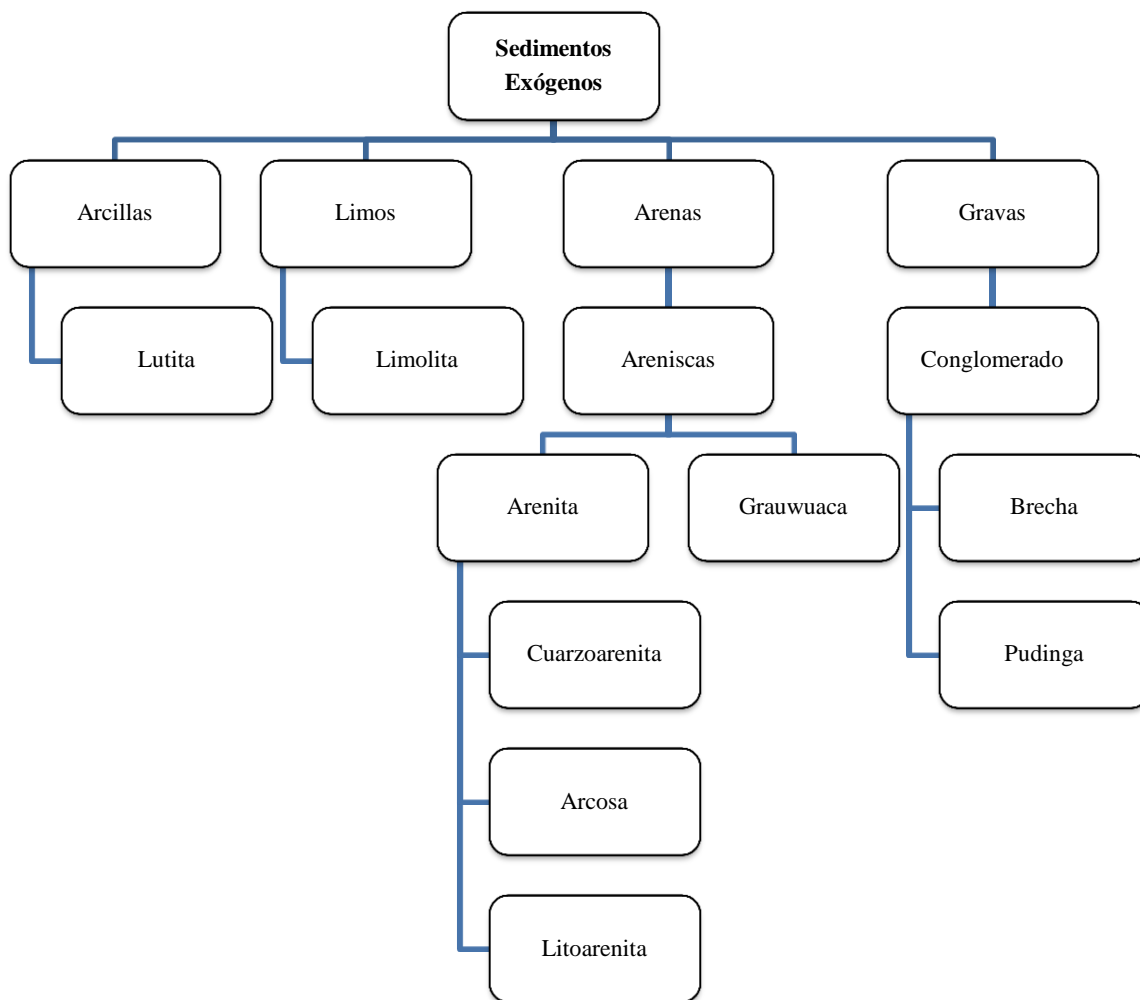 Sedimentos
Exógenos
Arcillas
Limos
Arenas
Gravas
Lutita
Limolita
Areniscas
Conglomerado
Arenita
Grauwuaca
Brecha
Cuarzoarenita
Pudinga
Arcosa
Litoarenita